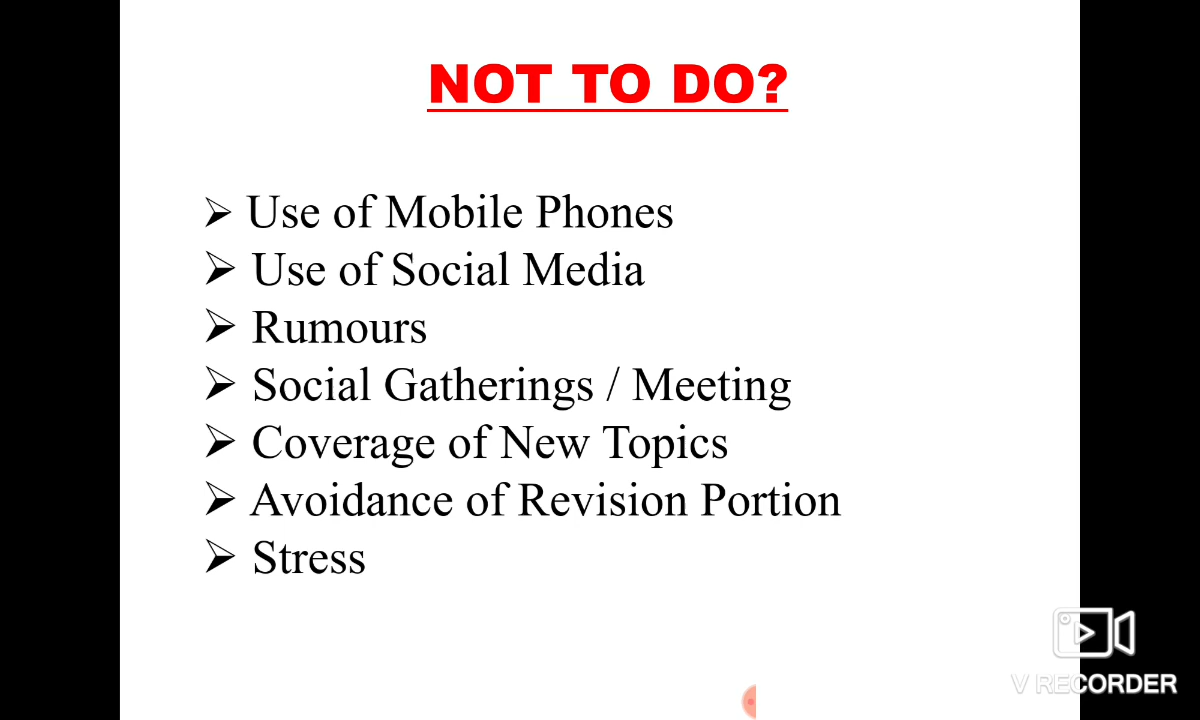 NOT TO DO?
➢ Use of Mobile Phones
➢ Use of Social Media
➢ Rumours
➢ Social Gatherings / Meeting
➢ Coverage of New Topics
➢ Avoidance of Revision Portion
➢ Stress
V RECORDER